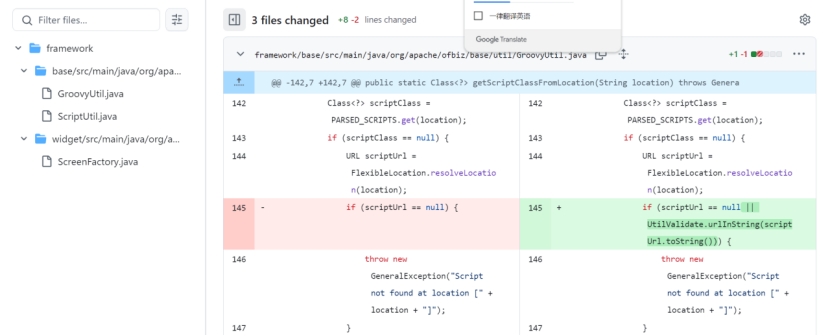 Filter files...
3 files changed +8 -2 lines changed
一律翻译英语
Google Translate
framework
base/src/main/java/org/apa...
GroovyUtil.java
ScriptUtil.java
widget/src/main/java/org/a...
ScreenFactory.java
framework/base/src/main/java/org/apache/ofbiz/base/util/GroovyUtil.java +1 -1
@@ -142,7 +142,7 @@ public static Class<?> getScriptClassFromLocation(String location) throws Genera
142 Class<?> scriptClass =
PARSED_SCRIPTS.get(location);
143 if (scriptClass == null) {
144 URL scriptUrl =
FlexibleLocation.resolveLocatio
n(location);
145 - if (scriptUrl == null) {
146 throw new
GeneralException("Script
not found at location [" +
location + "]");
147 }
142 Class<?> scriptClass =
PARSED_SCRIPTS.get(location);
143 if (scriptClass == null) {
144 URL scriptUrl =
FlexibleLocation.resolveLocatio
n(location);
145 + if (scriptUrl == null ||
UtilValidate.urlInString(script
Url.toString())) {
146 throw new
GeneralException("Script
not found at location [" +
location + "]");
147 }